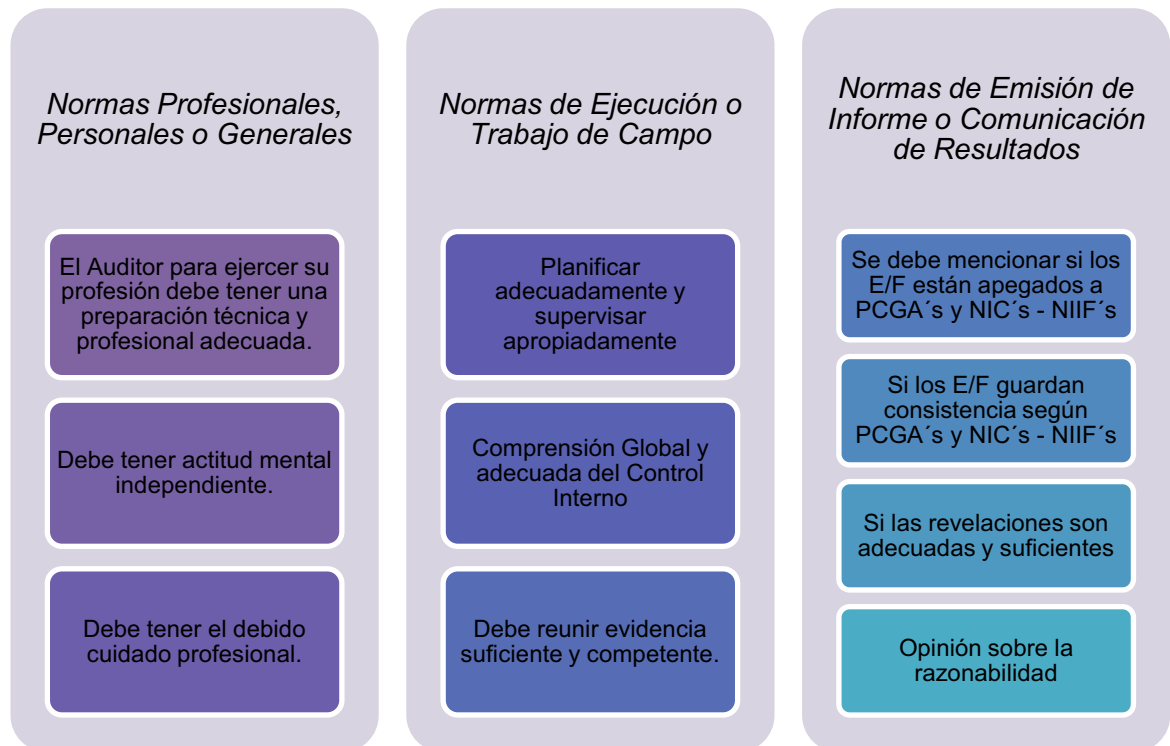 Normas Profesionales,
Personales o Generales
El Auditor para ejercer su
profesión debe tener una
preparación técnica y
profesional adecuada.
Debe tener actitud mental
independiente.
Debe tener el debido
cuidado profesional.
Normas de Ejecución o
Trabajo de Campo
Planificar
adecuadamente y
supervisar
apropiadamente
Comprensión Global y
adecuada del Control
Interno
Debe reunir evidencia
suficiente y competente.
Normas de Emisión de
Informe o Comunicación
de Resultados
Se debe mencionar si los
E/F están apegados a
PCGA´s y NIC´s - NIIF´s
Si los E/F guardan
consistencia según
PCGA´s y NIC´s - NIIF´s
Si las revelaciones son
adecuadas y suficientes
Opinión sobre la
razonabilidad